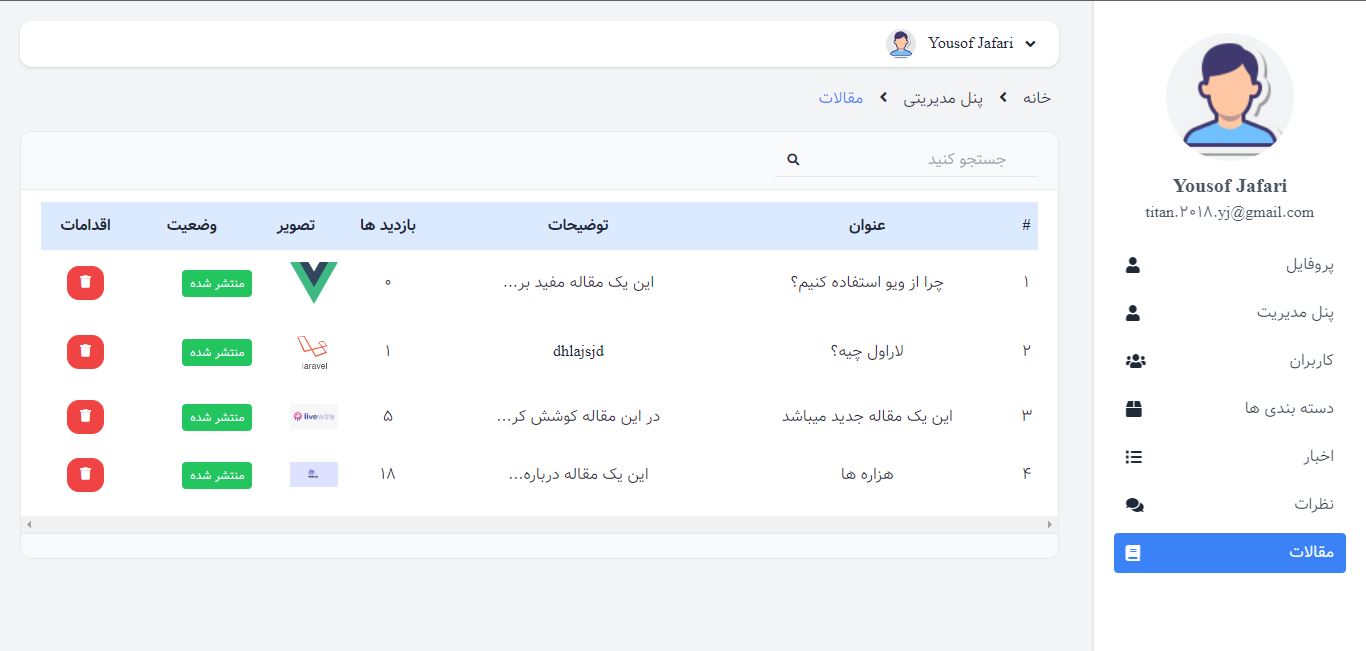 Yousof Jafari
titan.۲۰۱۸.yj@gmail.com
پروفایل
پنل مدیریت
کاربران
دسته بندی ها
اخبار
نظرات
مقالات
Yousof Jafari
خانه
پنل مدیریتی
مقالات
جستجو کنید
# عنوان توضیحات بازدید ها تصویر وضعیت اقدامات
۱ چرا از ویو استفاده کنیم؟ این یک مقاله مفید بر... ۰ منتشر شده
۲ لاراول چیه؟ dhlajsjd ۱ laravel منتشر شده
۳ این یک مقاله جدید میباشد در این مقاله کوشش کر... ۵ livewire منتشر شده
۴ هزاره ها این یک مقاله درباره... ۱۸ منتشر شده